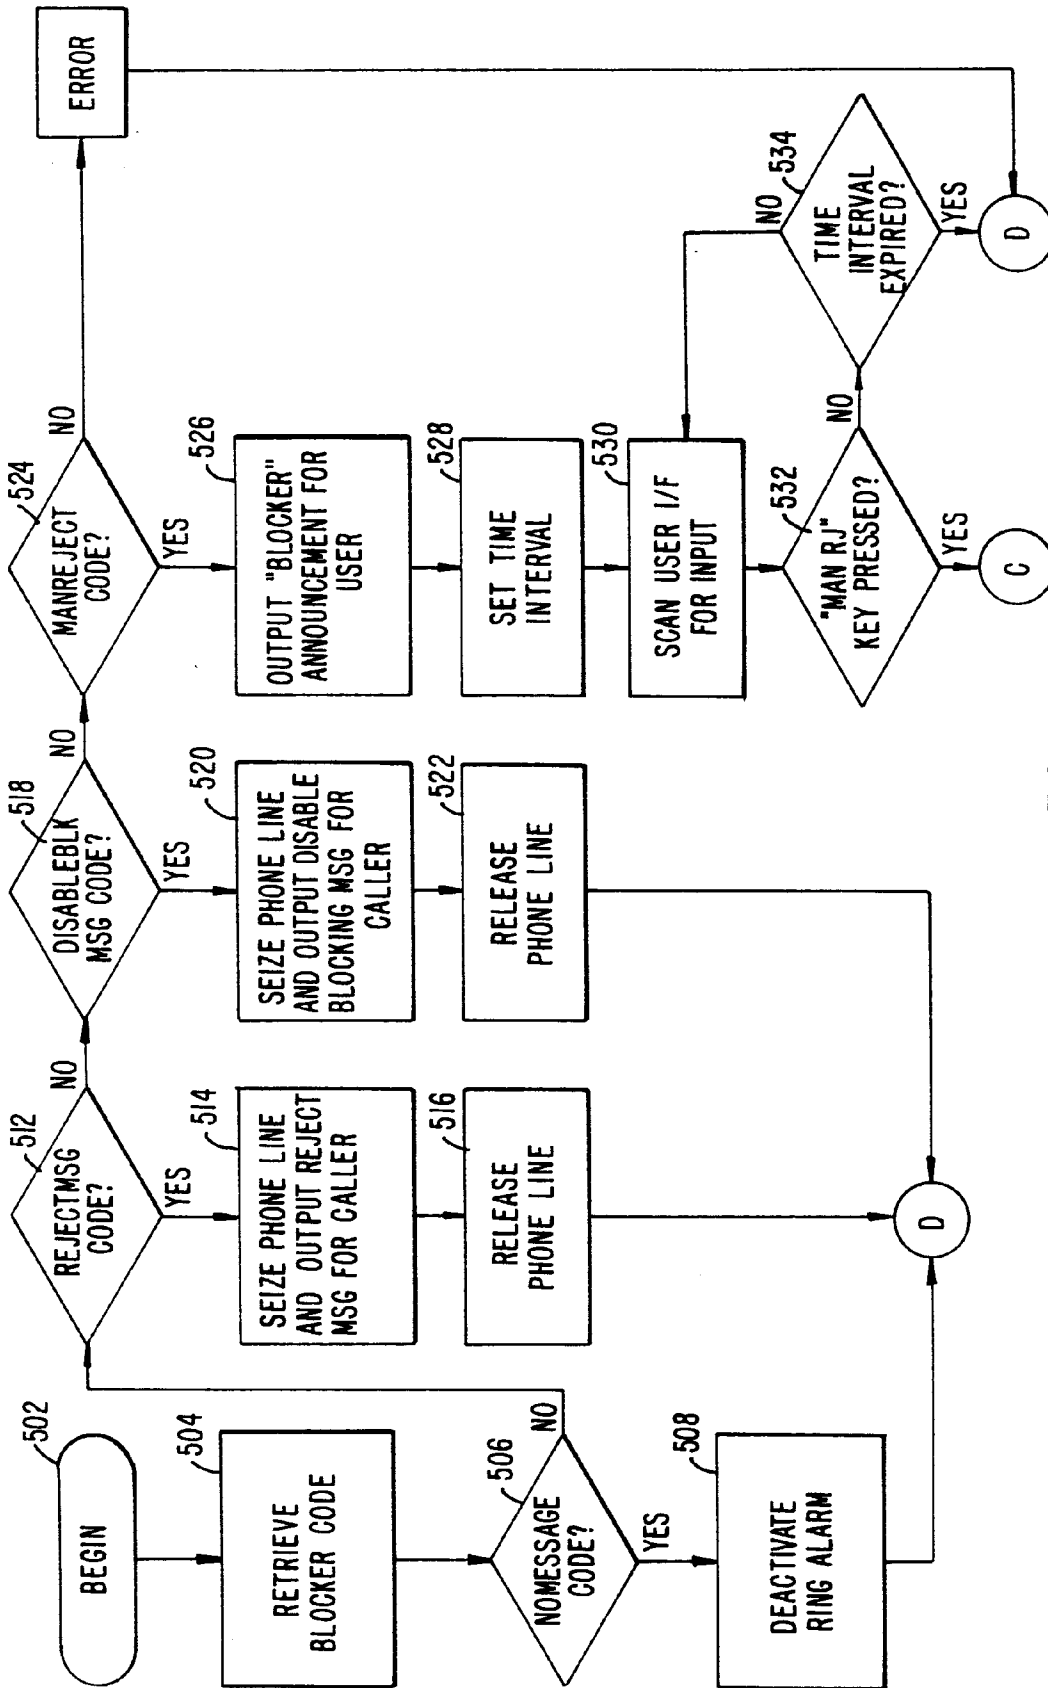 BEGIN
502
RETRIEVE
BLOCKER CODE
504
NOMESSAGE
CODE?
506
NO
YES
DEACTIVATE
RING ALARM
508
REJECTMSG
CODE?
512
NO
YES
SEIZE PHONE LINE
AND OUTPUT REJECT
MSG FOR CALLER
514
RELEASE
PHONE LINE
516
D
DISABLEBLK
MSG CODE?
518
NO
YES
SEIZE PHONE LINE
AND OUTPUT DISABLE
BLOCKING MSG FOR
CALLER
520
RELEASE
PHONE LINE
522
MANREJECT
CODE?
524
NO
YES
OUTPUT "BLOCKER"
ANNOUNCEMENT FOR
USER
526
SET TIME
INTERVAL
528
SCAN USER I/F
FOR INPUT
530
"MAN RJ"
KEY PRESSED?
532
NO
YES
C
TIME
INTERVAL
EXPIRED?
534
NO
YES
D
ERROR